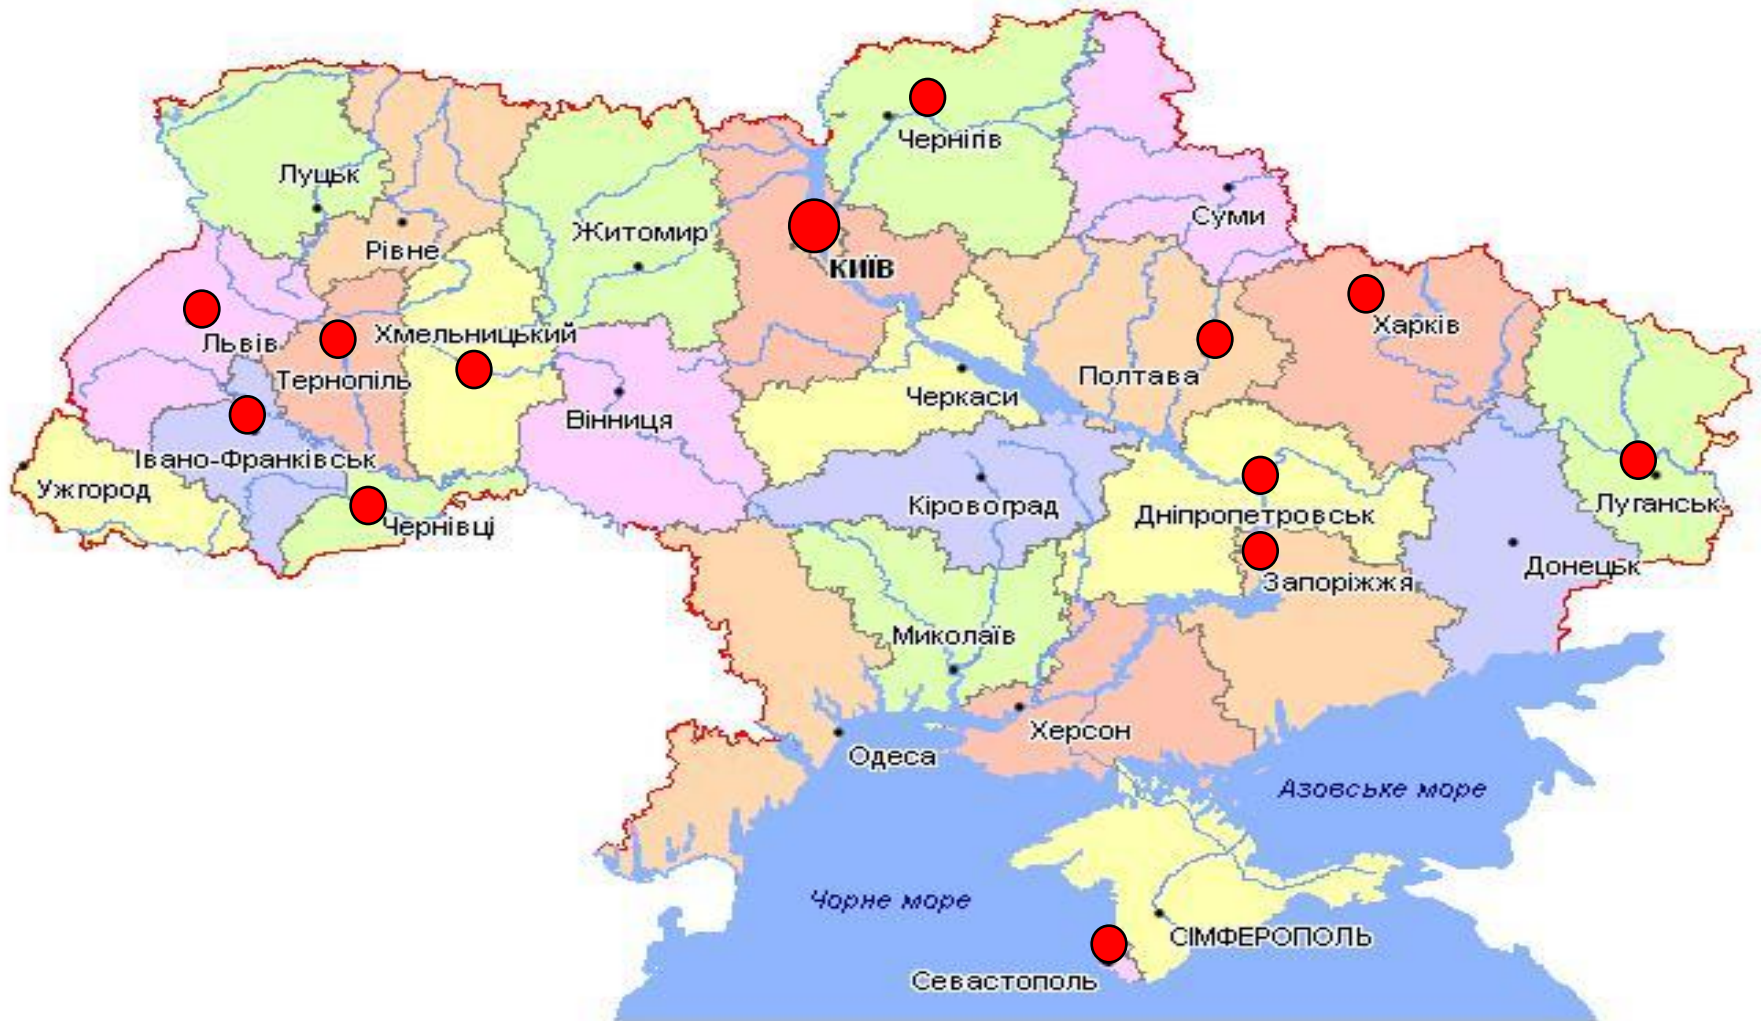 Чернігів
Луцьк
Суми
Житомир
Рівне
КИЇВ
Харків
Хмельницький
Львів
Тернопіль
Полтава
Черкаси
Вінниця
Івано-Франківськ
Ужгород
Луганськ
Кіровоград
Дніпропетровськ
Чернівці
Донецьк
Запоріжжя
Миколаїв
Херсон
Одеса
Азовське море
Чорне море
СІМФЕРОПОЛЬ
Севастополь